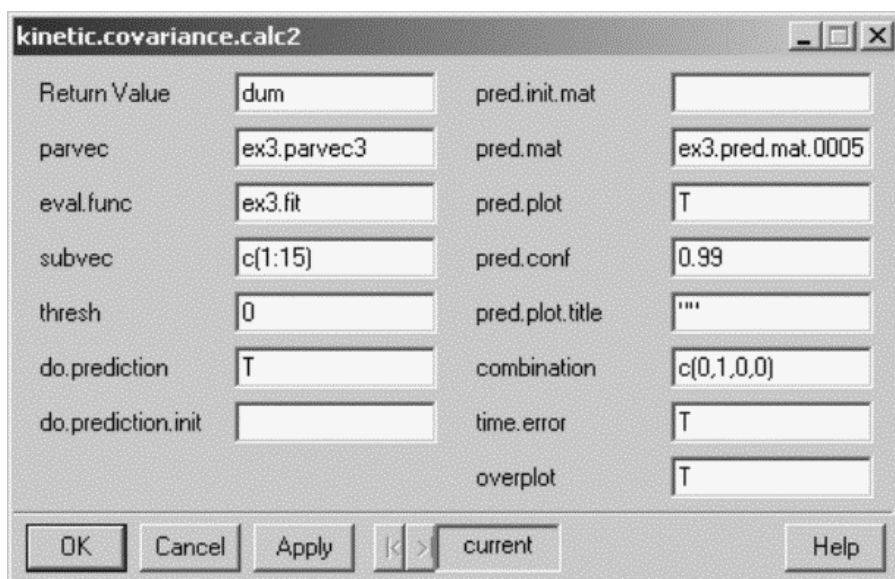 kinetic.covariance.calc2
Return Value dum pred.init.mat
parvec ex3.parvec3 pred.mat ex3.pred.mat.0005
eval.func ex3.fit pred.plot T
subvec c(1:15) pred.conf 0.99
thresh 0 pred.plot.title ""
do.prediction T combination c(0,1,0,0)
do.prediction.init time.error T
overplot T
OK Cancel Apply |< >| current Help